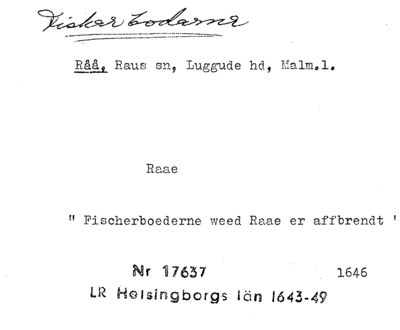 Fiskarbodarna
Råå, Raus sn, Luggude hd, Malm.l.
Raae
" Fischerboederne weed Raae er affbrendt "
Nr 17637 1646
LR Helsingborgs län 1643-49